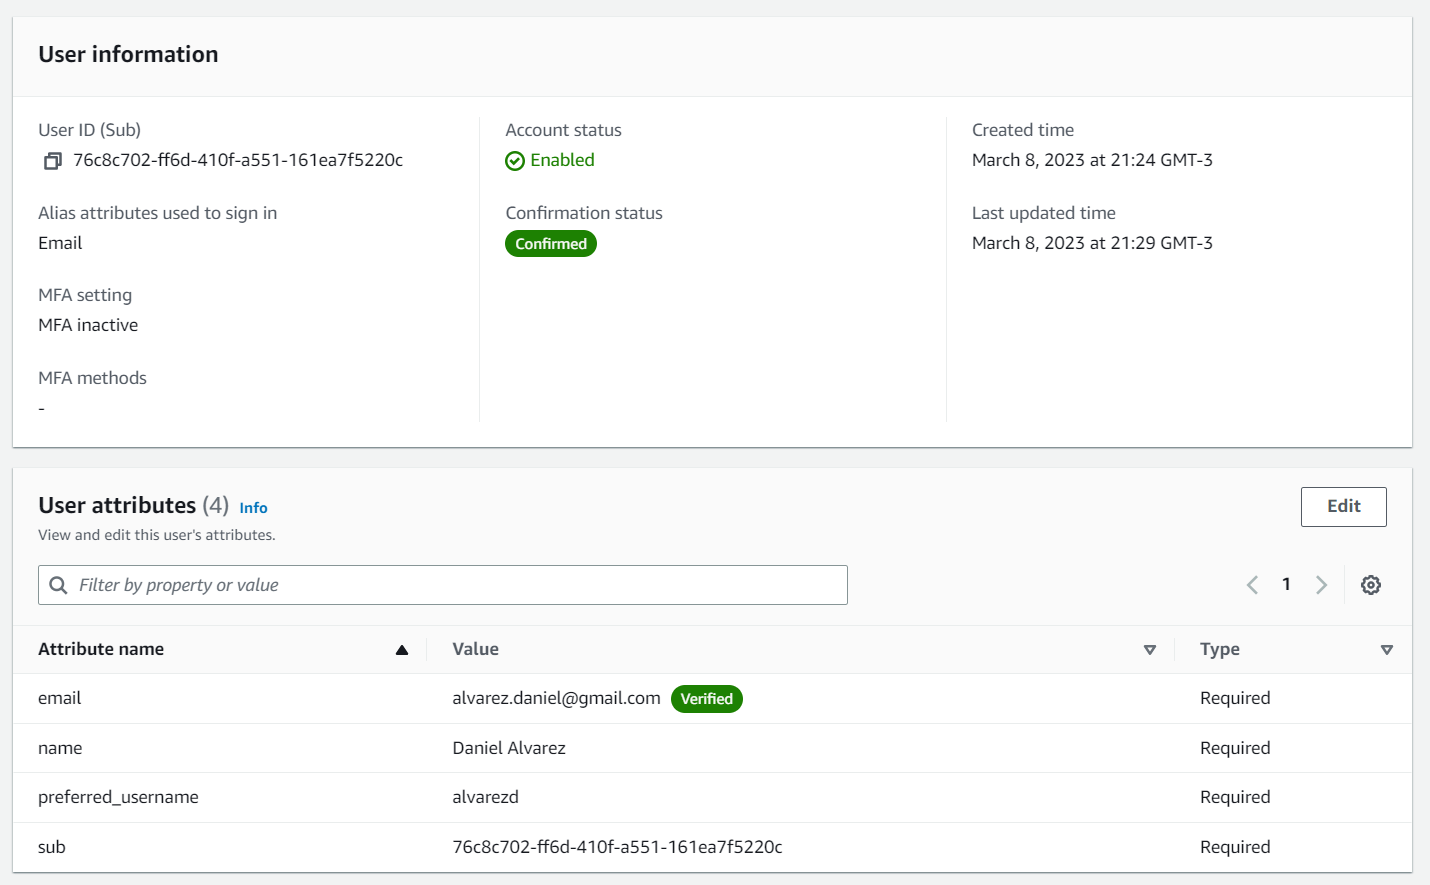 User information
User ID (Sub)
76c8c702-ff6d-410f-a551-161ea7f5220c
Alias attributes used to sign in
Email
MFA setting
MFA inactive
MFA methods
-
Account status
Enabled
Confirmation status
Confirmed
Created time
March 8, 2023 at 21:24 GMT-3
Last updated time
March 8, 2023 at 21:29 GMT-3
User attributes (4) Info
Edit
View and edit this user's attributes.
Filter by property or value
1
Attribute name Value Type
email alvarez.daniel@gmail.com Verified Required
name Daniel Alvarez Required
preferred_username alvarezd Required
sub 76c8c702-ff6d-410f-a551-161ea7f5220c Required